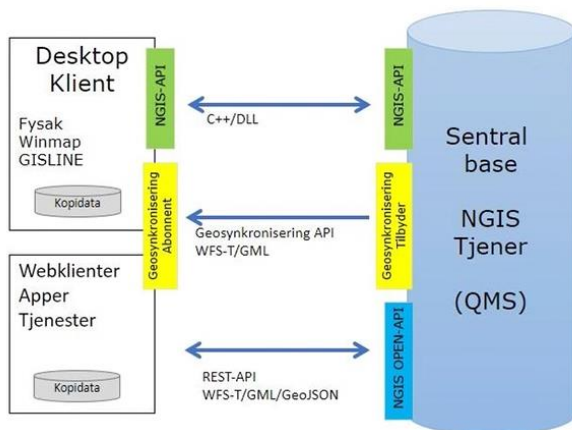 Desktop
Klient
Fysak
Winmap
GISLINE
Kopidata
NGIS-API
Geosynkronisering
Abonnent
Webklienter
Apper
Tjenester
Kopidata
C++/DLL
Geosynkronisering API
WFS-T/GML
REST-API
WFS-T/GML/GeoJSON
NGIS-API
Geosynkronisering
Tilbyder
NGIS OPEN-API
Sentral
base
NGIS
Tjener
(QMS)